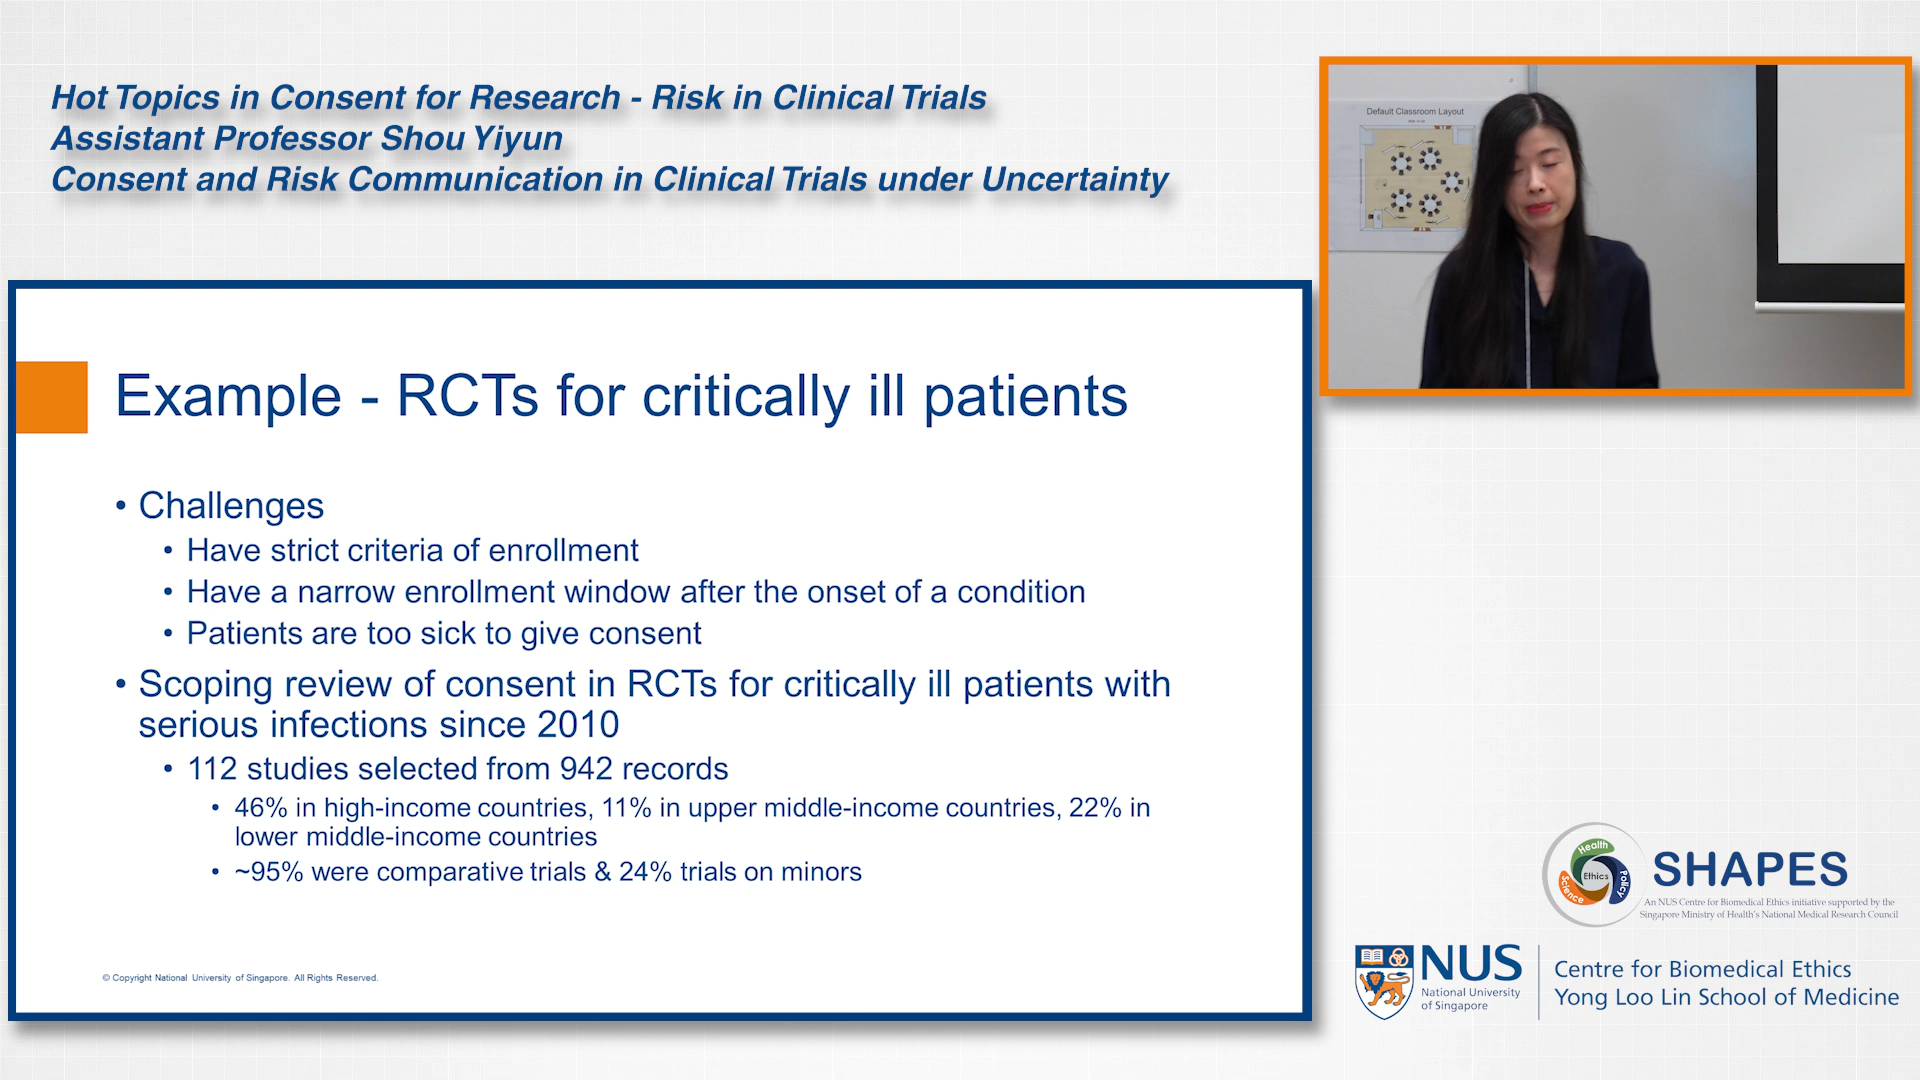 Hot Topics in Consent for Research - Risk in Clinical Trials
Assistant Professor Shou Yiyun
Consent and Risk Communication in Clinical Trials under Uncertainty
Default Classroom Layout
Example - RCTs for critically ill patients
• Challenges
• Have strict criteria of enrollment
• Have a narrow enrollment window after the onset of a condition
• Patients are too sick to give consent
• Scoping review of consent in RCTs for critically ill patients with
serious infections since 2010
• 112 studies selected from 942 records
• 46% in high-income countries, 11% in upper middle-income countries, 22% in
lower middle-income countries
• ~95% were comparative trials & 24% trials on minors
© Copyright National University of Singapore. All Rights Reserved.
Health
Ethics
Science
Policy
SHAPES
An NUS Centre for Biomedical Ethics initiative supported by the
Singapore Ministry of Health's National Medical Research Council
NUS
National University
of Singapore
Centre for Biomedical Ethics
Yong Loo Lin School of Medicine